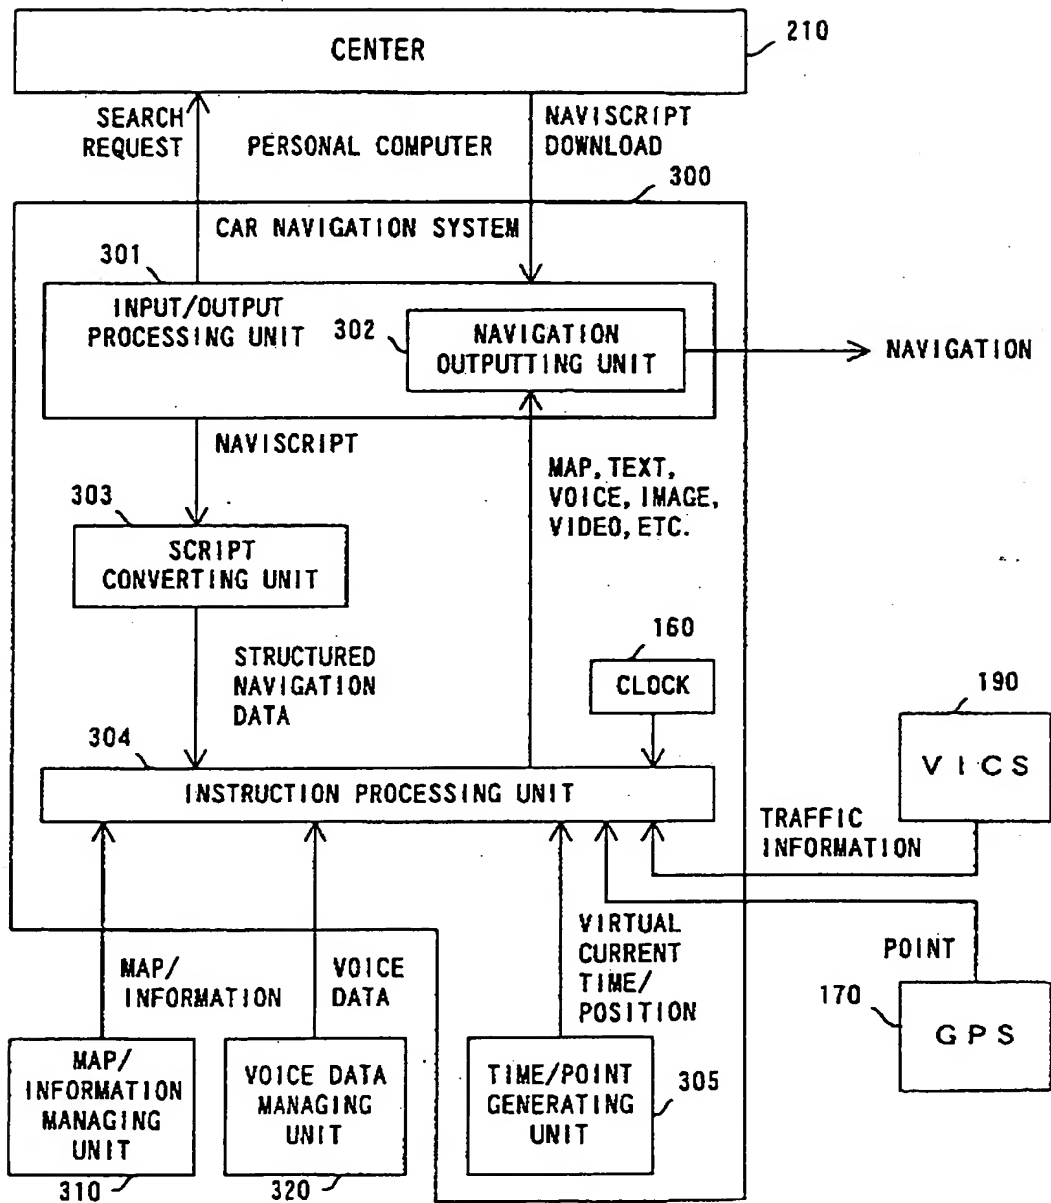 CENTER
210
SEARCH
REQUEST
PERSONAL COMPUTER
NAVISCRIPT
DOWNLOAD
300
CAR NAVIGATION SYSTEM
301
INPUT/OUTPUT
PROCESSING UNIT
302
NAVIGATION
OUTPUTTING UNIT
NAVIGATION
NAVISCRIPT
MAP, TEXT,
VOICE, IMAGE,
VIDEO, ETC.
303
SCRIPT
CONVERTING UNIT
STRUCTURED
NAVIGATION
DATA
160
CLOCK
190
VICS
304
INSTRUCTION PROCESSING UNIT
TRAFFIC
INFORMATION
MAP/
INFORMATION
VOICE
DATA
VIRTUAL
CURRENT
TIME/
POSITION
POINT
170
GPS
MAP/
INFORMATION
MANAGING
UNIT
310
VOICE DATA
MANAGING
UNIT
320
TIME/POINT
GENERATING
UNIT
305